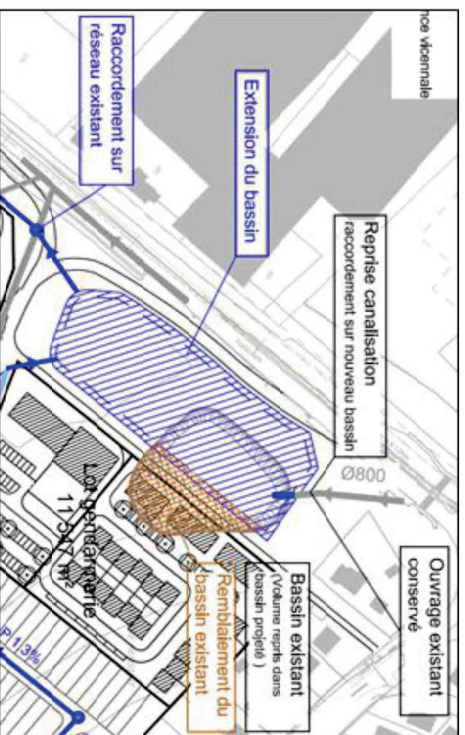 nce vicennale
Raccordement sur
réseau existant
Extension du bassin
Reprise canalisation
raccordement sur nouveau bassin
Ø800
Ouvrage existant
conservé
Bassin existant
(Volume repris dans
bassin projeté )
Remblaiement du
bassin existant
Lot gendarmerie
11 547 m²
P 1.3%